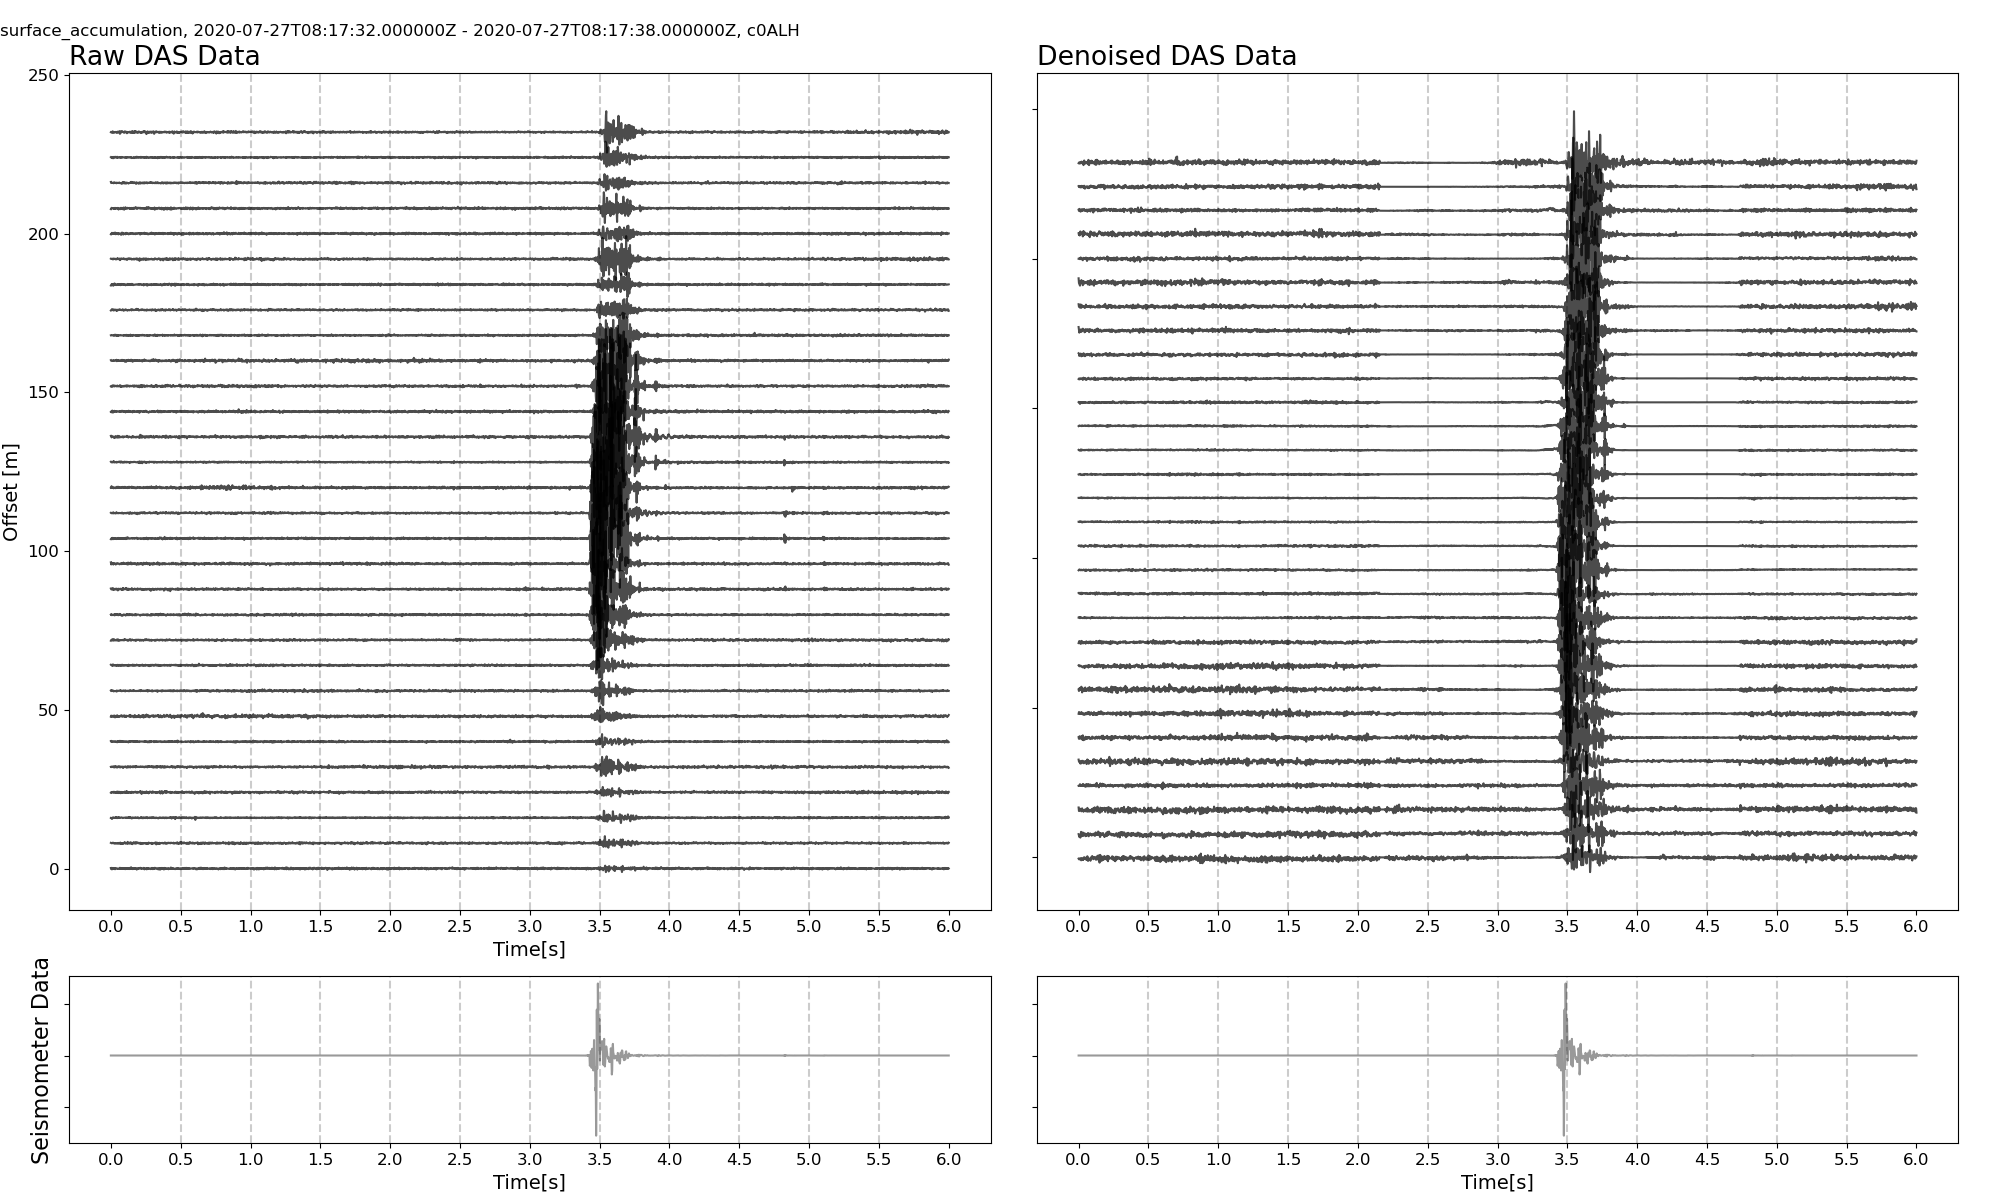 surface_accumulation, 2020-07-27T08:17:32.000000Z - 2020-07-27T08:17:38.000000Z, c0ALH
Raw DAS Data
Denoised DAS Data
Offset [m]
250
200
150
100
50
0
0.0 0.5 1.0 1.5 2.0 2.5 3.0 3.5 4.0 4.5 5.0 5.5 6.0
Time[s]
0.0 0.5 1.0 1.5 2.0 2.5 3.0 3.5 4.0 4.5 5.0 5.5 6.0
Seismometer Data
0.0 0.5 1.0 1.5 2.0 2.5 3.0 3.5 4.0 4.5 5.0 5.5 6.0
Time[s]
0.0 0.5 1.0 1.5 2.0 2.5 3.0 3.5 4.0 4.5 5.0 5.5 6.0
Time[s]